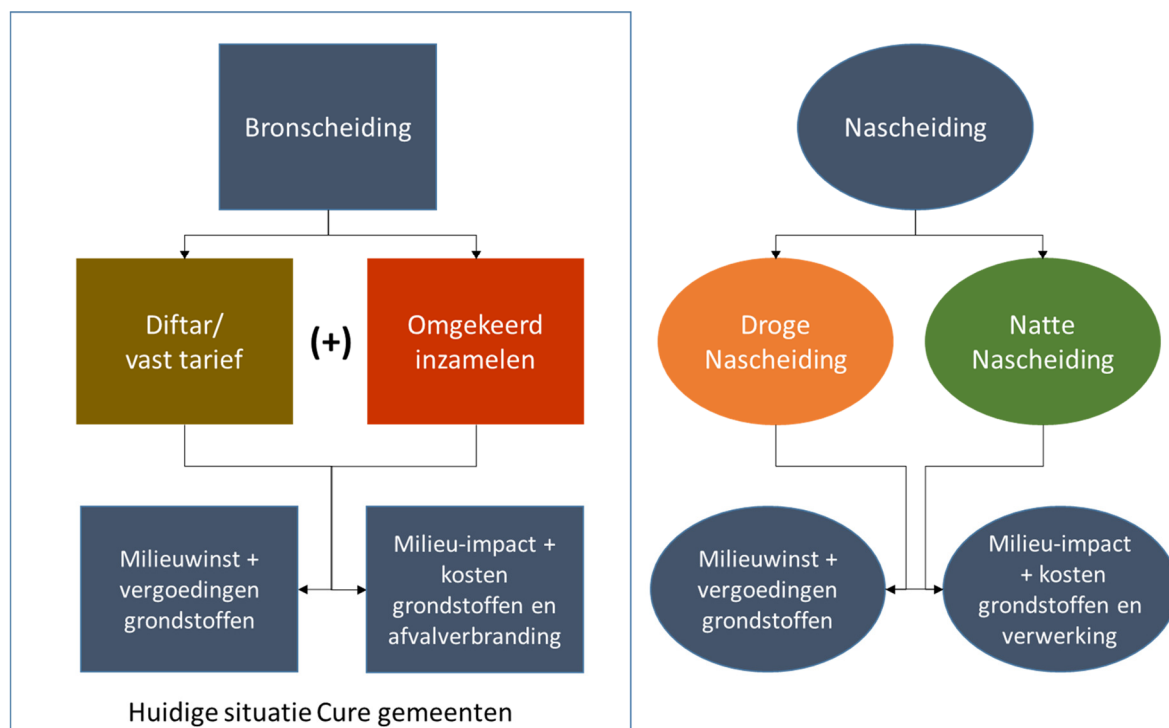 Bronscheiding
Diftar/
vast tarief
(+)
Omgekeerd
inzamelen
Milieuwinst +
vergoedingen
grondstoffen
Milieu-impact +
kosten
grondstoffen en
afvalverbranding
Huidige situatie Cure gemeenten
Nascheiding
Droge
Nascheiding
Natte
Nascheiding
Milieuwinst +
vergoedingen
grondstoffen
Milieu-impact
+ kosten
grondstoffen en
verwerking